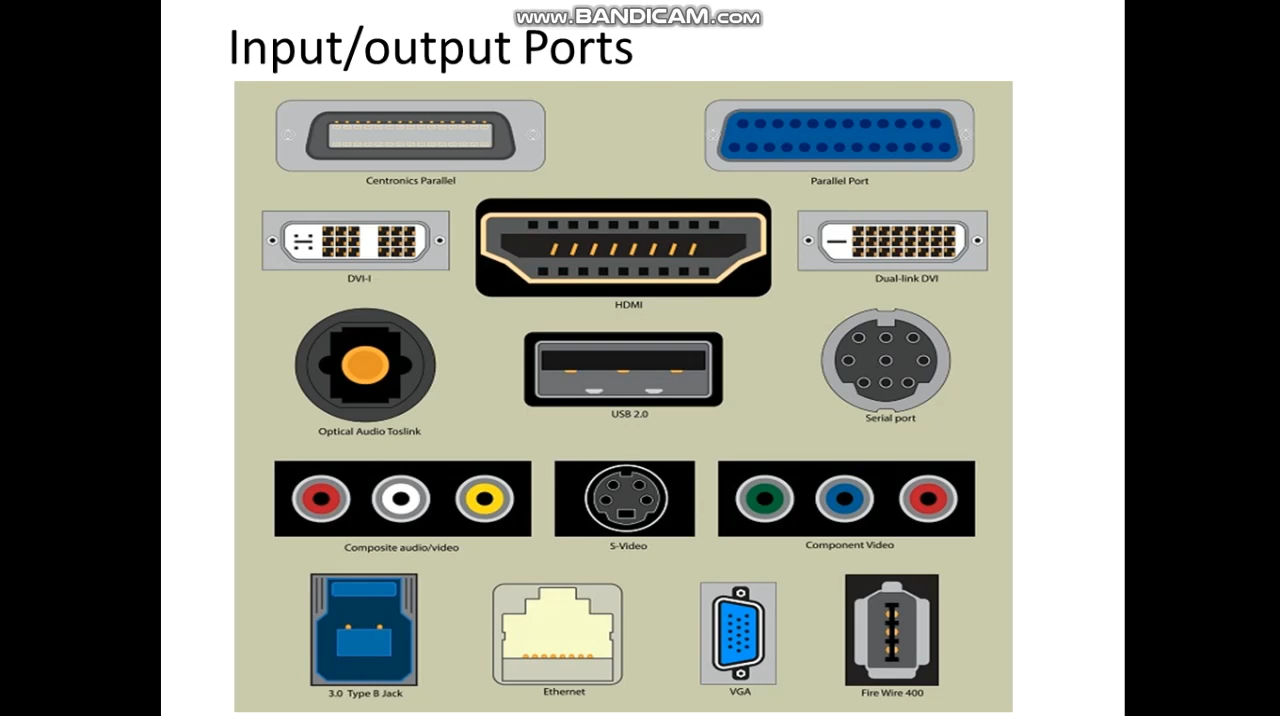 www.BANDICAM.com
Input/output Ports
Centronics Parallel
Parallel Port
DVI-I
HDMI
Dual-link DVI
Optical Audio Toslink
USB 2.0
Serial port
Composite audio/video
S-Video
Component Video
3.0 Type B Jack
Ethernet
VGA
Fire Wire 400